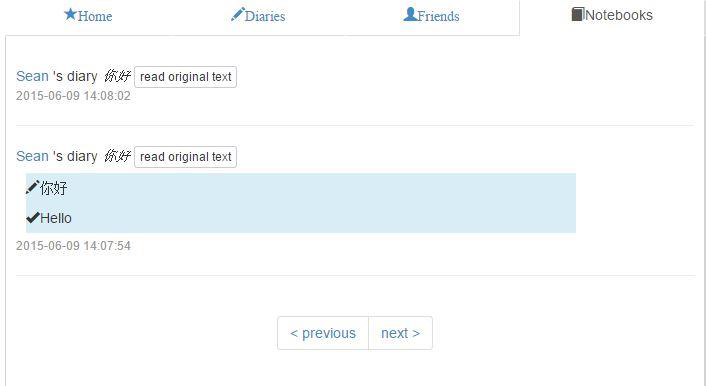 Home Diaries Friends Notebooks
Sean 's diary 你好 read original text
2015-06-09 14:08:02
Sean 's diary 你好 read original text
你好
Hello
2015-06-09 14:07:54
< previous next >